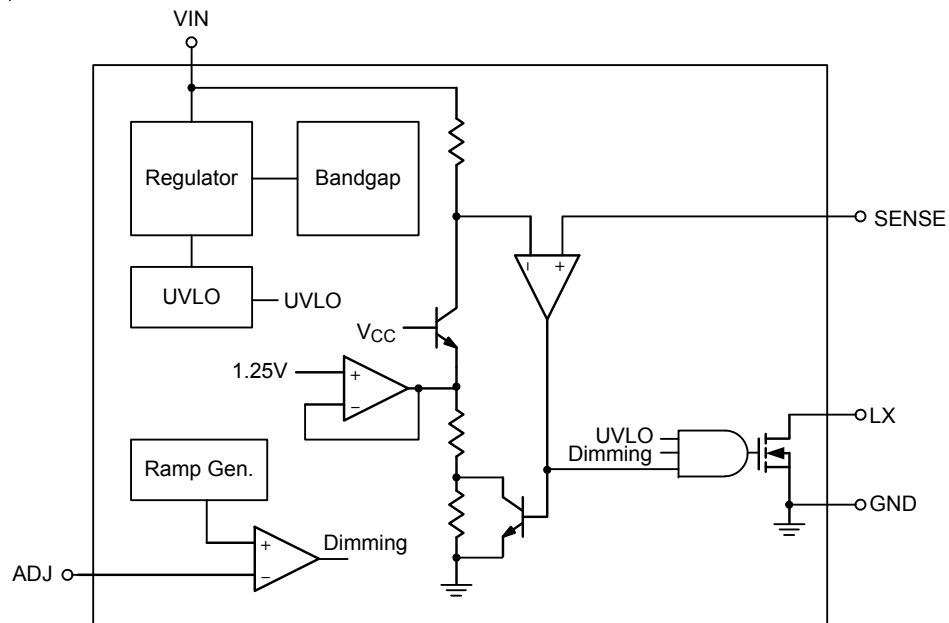 VIN
Regulator
Bandgap
SENSE
− +
UVLO
UVLO
VCC
1.25V
+
−
LX
UVLO
Dimming
Ramp Gen.
GND
+
−
Dimming
ADJ